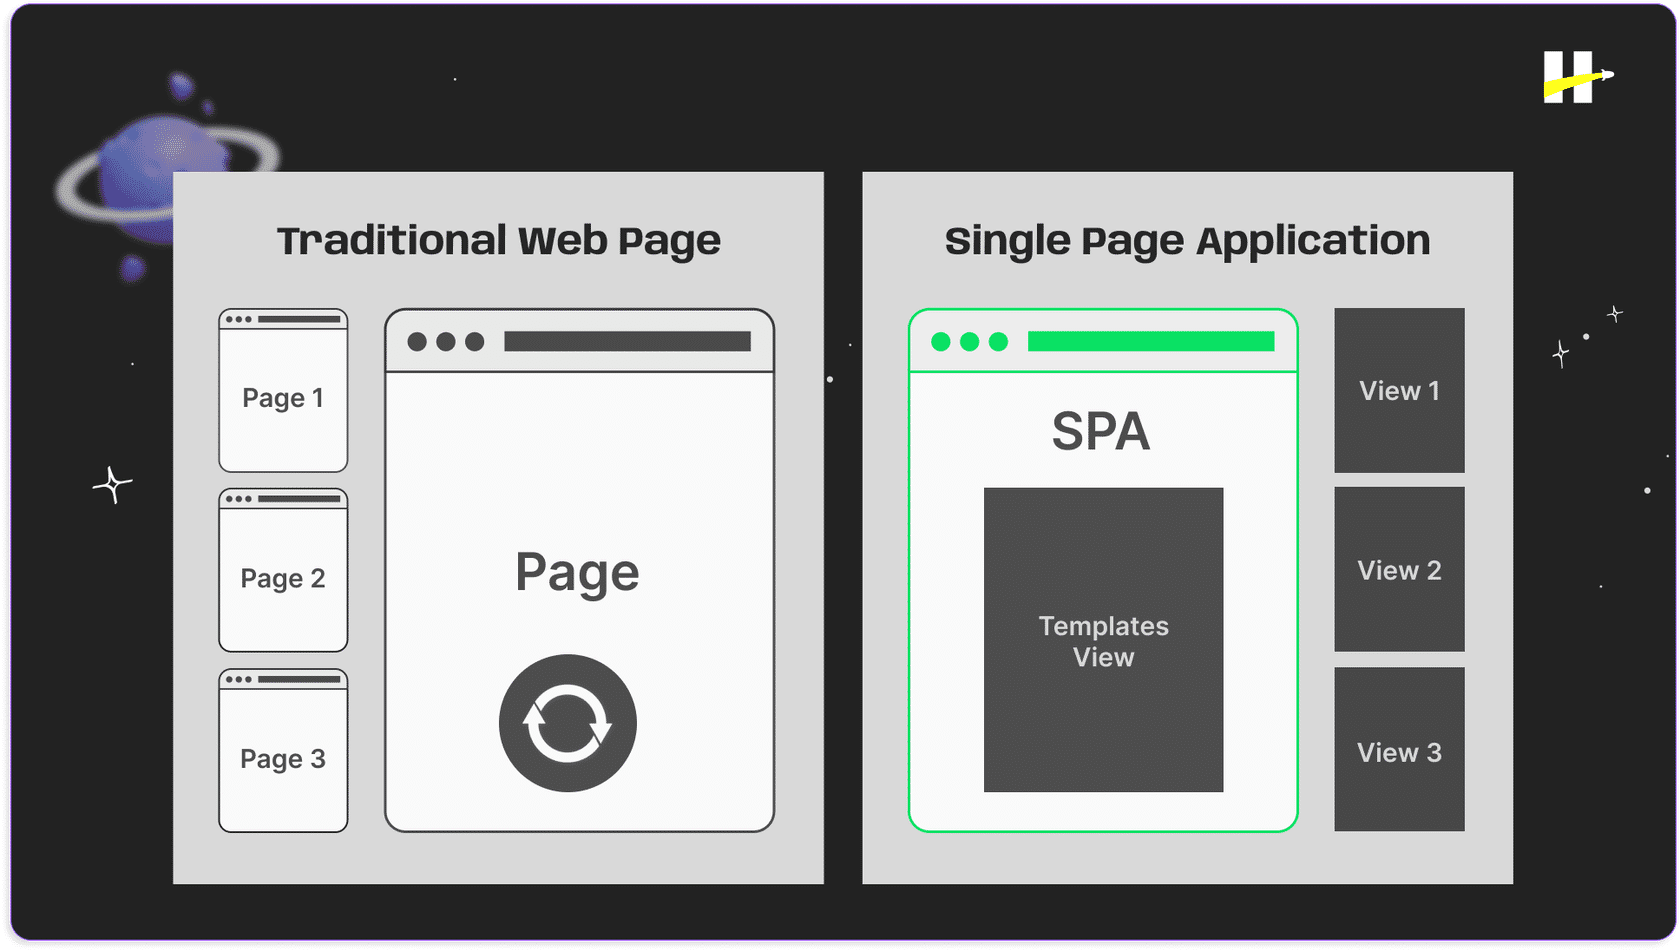 Traditional Web Page
Page 1
Page 2
Page 3
Page
Single Page Application
SPA
Templates
View
View 1
View 2
View 3
H